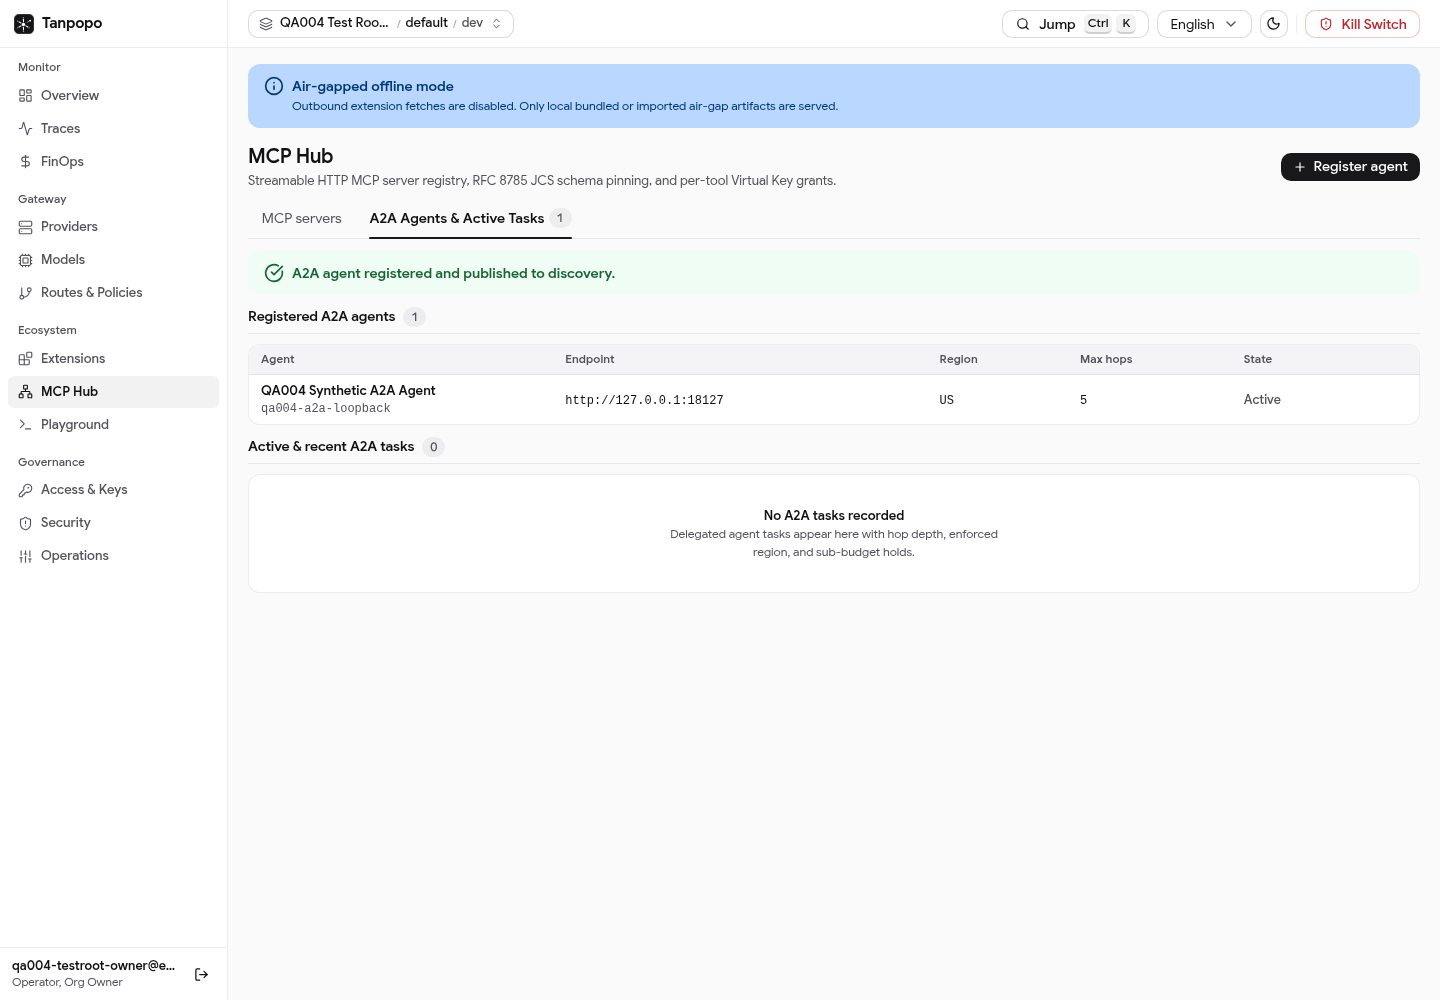 Tanpopo
QA004 Test Roo... / default / dev
Jump Ctrl K
English
Kill Switch
Monitor
Overview
Traces
FinOps
Gateway
Providers
Models
Routes & Policies
Ecosystem
Extensions
MCP Hub
Playground
Governance
Access & Keys
Security
Operations
qa004-testroot-owner@e...
Operator, Org Owner
Air-gapped offline mode
Outbound extension fetches are disabled. Only local bundled or imported air-gap artifacts are served.
MCP Hub
Streamable HTTP MCP server registry, RFC 8785 JCS schema pinning, and per-tool Virtual Key grants.
Register agent
MCP servers
A2A Agents & Active Tasks 1
A2A agent registered and published to discovery.
Registered A2A agents 1
Agent Endpoint Region Max hops State
QA004 Synthetic A2A Agent
qa004-a2a-loopback
http://127.0.0.1:18127 US 5 Active
Active & recent A2A tasks 0
No A2A tasks recorded
Delegated agent tasks appear here with hop depth, enforced
region, and sub-budget holds.